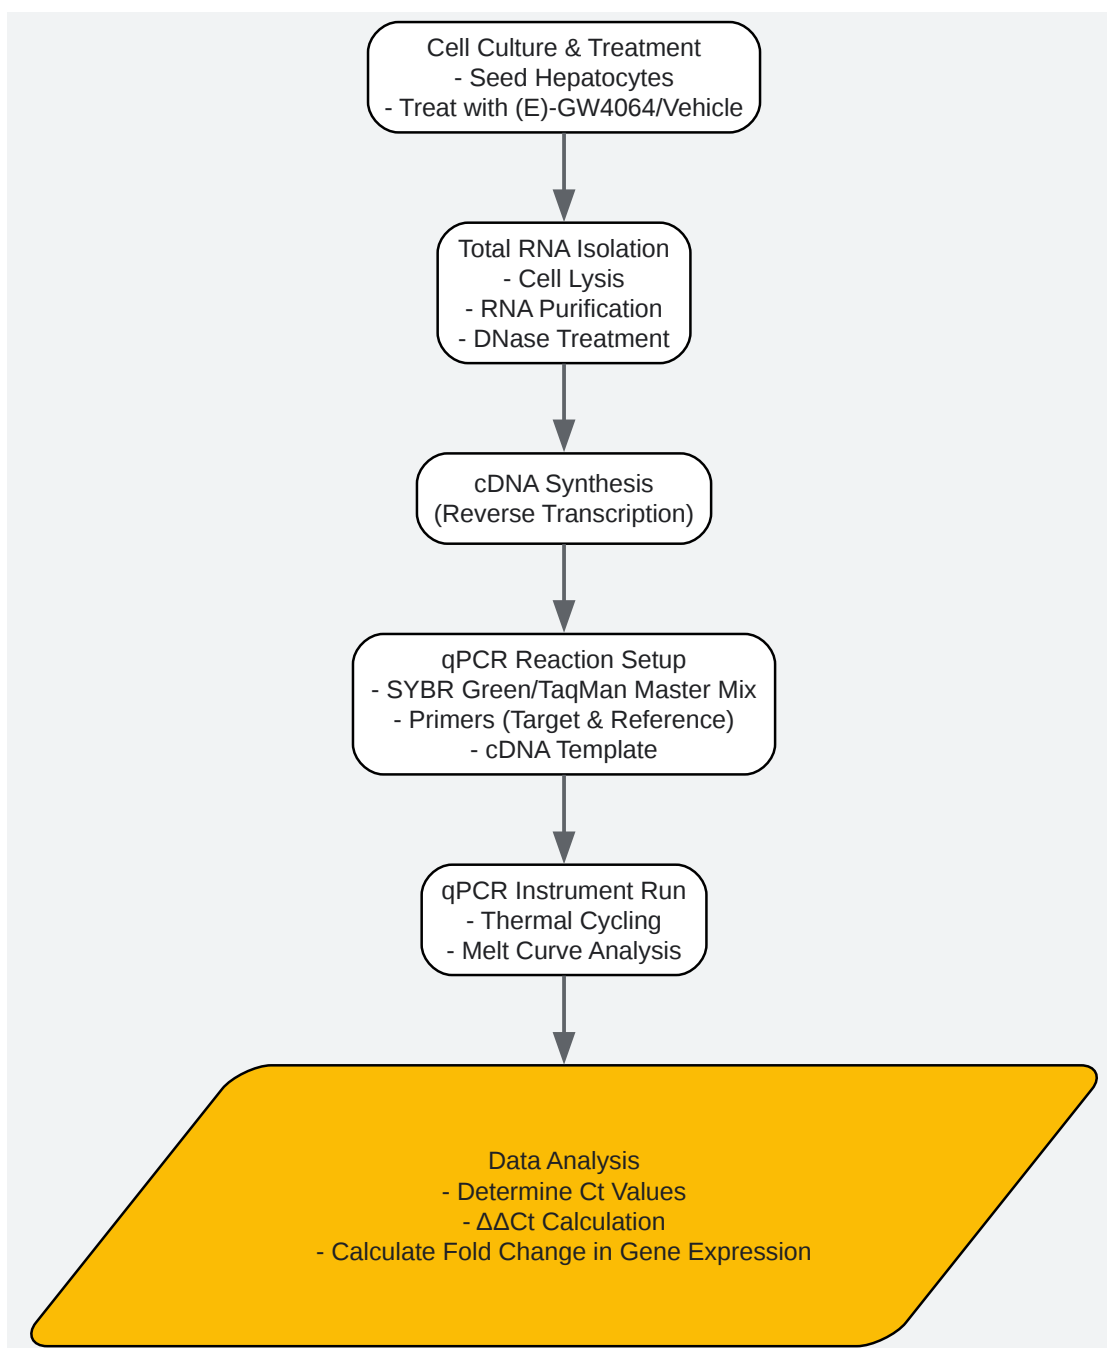 Cell Culture & Treatment
- Seed Hepatocytes
- Treat with (E)-GW4064/Vehicle
Total RNA Isolation
- Cell Lysis
- RNA Purification
- DNase Treatment
cDNA Synthesis
(Reverse Transcription)
qPCR Reaction Setup
- SYBR Green/TaqMan Master Mix
- Primers (Target & Reference)
- cDNA Template
qPCR Instrument Run
- Thermal Cycling
- Melt Curve Analysis
Data Analysis
- Determine Ct Values
- ΔΔCt Calculation
- Calculate Fold Change in Gene Expression